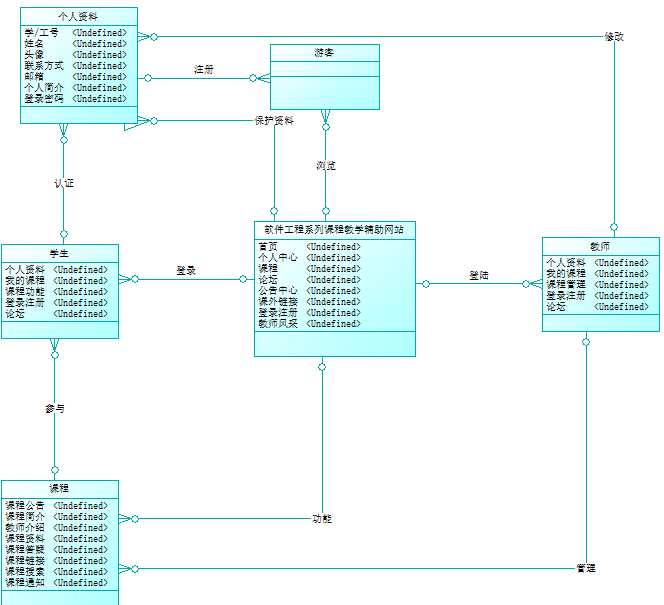 个人资料
学/工号 <Undefined>
姓名 <Undefined>
头像 <Undefined>
联系方式 <Undefined>
邮箱 <Undefined>
个人简介 <Undefined>
登录密码 <Undefined>
修改
游客
注册
保护资料
浏览
认证
软件工程系列课程教学辅助网站
首页 <Undefined>
个人中心 <Undefined>
课程 <Undefined>
论坛 <Undefined>
公告中心 <Undefined>
课外链接 <Undefined>
登录注册 <Undefined>
教师风采 <Undefined>
学生
个人资料 <Undefined>
我的课程 <Undefined>
课程功能 <Undefined>
登录注册 <Undefined>
论坛 <Undefined>
登录
登陆
教师
个人资料 <Undefined>
我的课程 <Undefined>
课程管理 <Undefined>
登录注册 <Undefined>
论坛 <Undefined>
参与
课程
课程公告 <Undefined>
课程简介 <Undefined>
教师介绍 <Undefined>
课程资料 <Undefined>
课程答疑 <Undefined>
课程链接 <Undefined>
课程搜素 <Undefined>
课程通知 <Undefined>
功能
管理